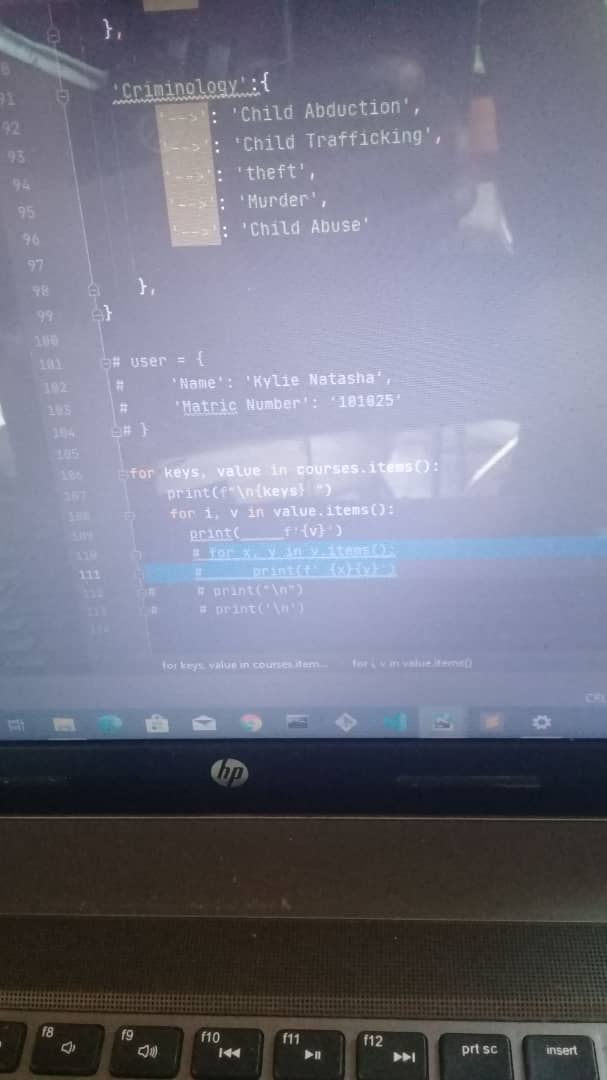 },
91 'Criminology':{
92 '-->': 'Child Abduction',
93 '-->': 'Child Trafficking',
94 '-->': 'theft',
95 '-->': 'Murder',
96 '-->': 'Child Abuse'
97
98 },
99 }
100
101 # user = {
102 # 'Name': 'Kylie Natasha',
103 # 'Matric Number': '101025'
104 # }
105
106 for keys, value in courses.items():
107 print(f"\n{keys} ")
108 for i, v in value.items():
109 print( f'{v}')
110 # for x, y in v.items():
111 # print(f' {x}{y}')
112 # # print("\n")
113 # # print('\n')
for keys, value in courses.item... for i, v in value.items()
hp
f8 f9 f10 f11 f12 prt sc insert